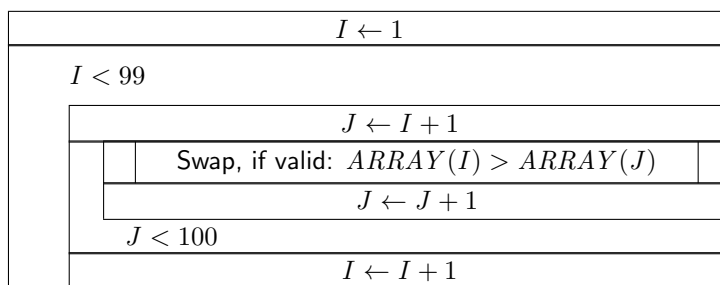 I ← 1
I < 99
J ← I + 1
Swap, if valid: ARRAY(I) > ARRAY(J)
J ← J + 1
J < 100
I ← I + 1